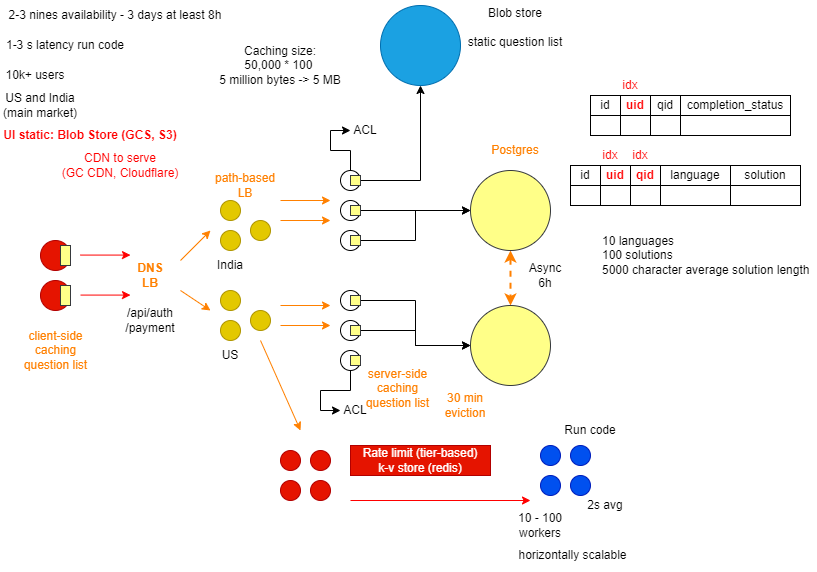 2-3 nines availability - 3 days at least 8h
1-3 s latency run code
10k+ users
US and India
(main market)
UI static: Blob Store (GCS, S3)
CDN to serve
(GC CDN, Cloudflare)
Caching size:
50,000 * 100
5 million bytes -> 5 MB
Blob store
static question list
ACL
idx
id uid qid completion_status
Postgres
idx idx
id uid qid language solution
path-based
LB
India
10 languages
100 solutions
5000 character average solution length
DNS
LB
/api/auth
/payment
Async
6h
client-side
caching
question list
US
server-side
caching
question list
30 min
eviction
ACL
Rate limit (tier-based)
k-v store (redis)
Run code
2s avg
10 - 100
workers
horizontally scalable